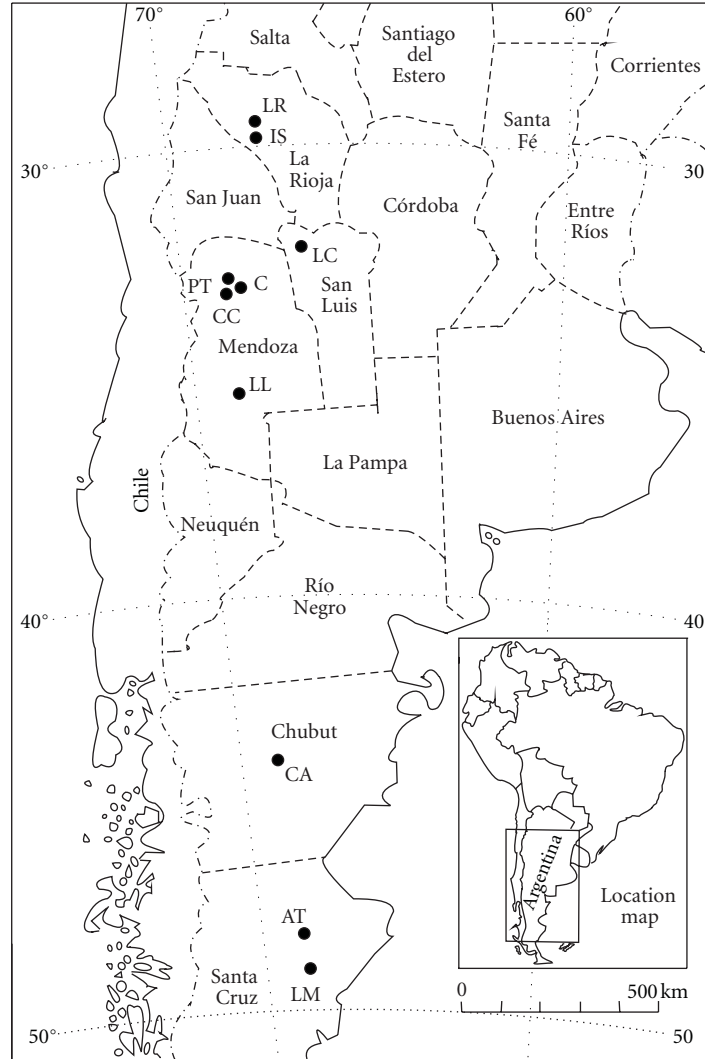 70°
60°
Salta
Santiago
del
Estero
Corrientes
LR
IS
Santa
Fé
La
Rioja
30°
30
San Juan
Córdoba
Entre
Ríos
LC
PT
C
San
Luis
CC
Mendoza
LL
Buenos Aires
La Pampa
Chile
Neuquén
Río
Negro
40°
40
Chubut
CA
Argentina
Location
map
AT
Santa
Cruz
LM
0
500 km
50°
50°